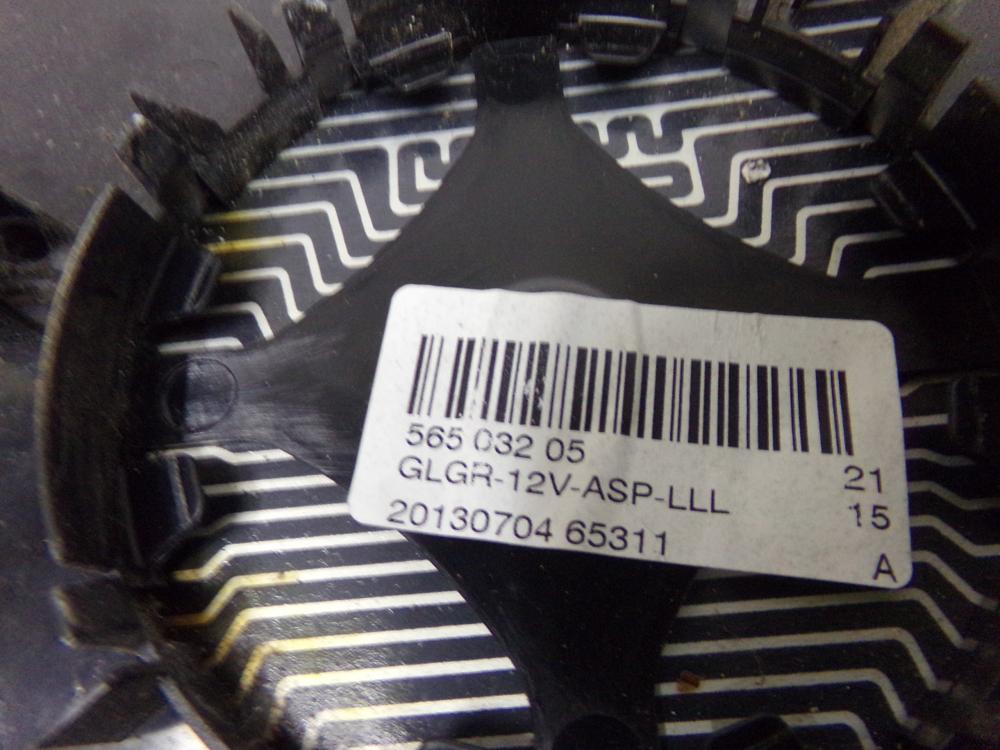 565 032 05
GLGR-12V-ASP-LLL
20130704 65311
21
15
A